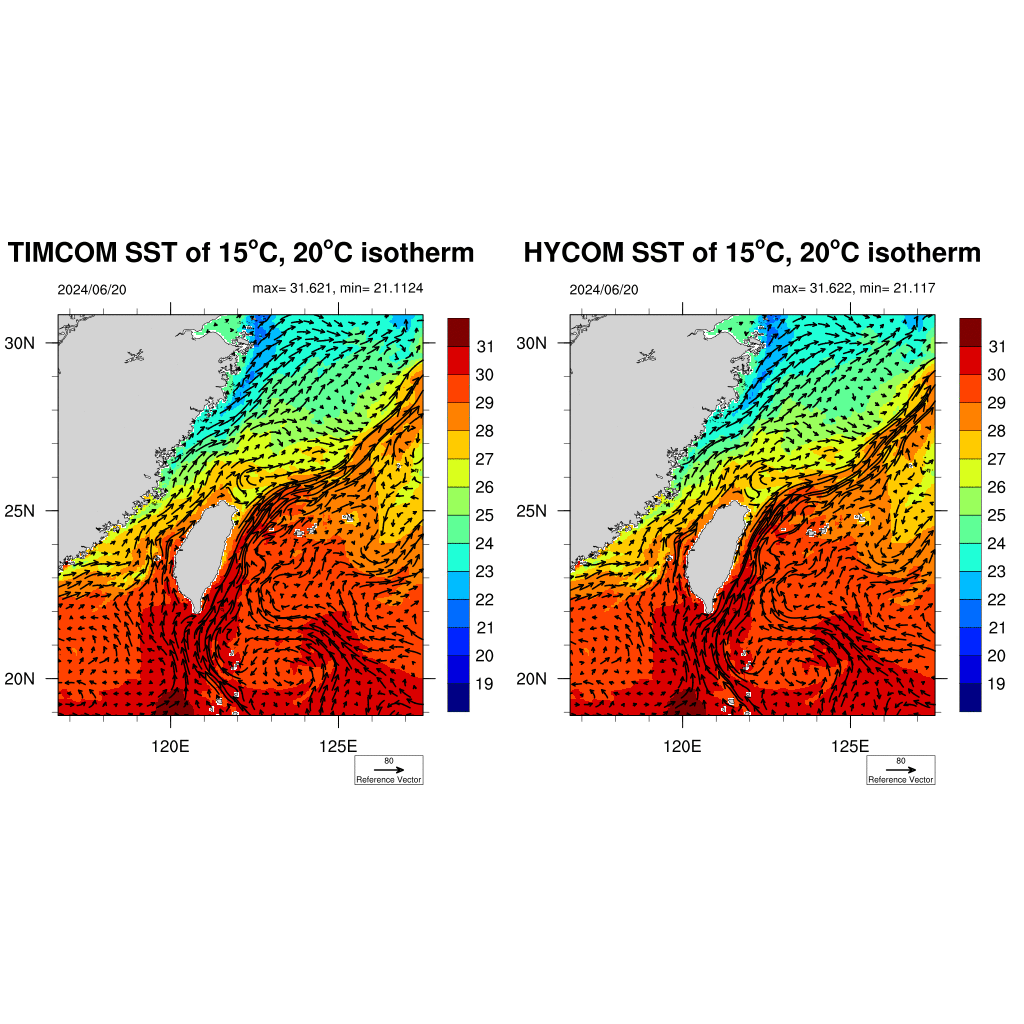 TIMCOM SST of 15°C, 20°C isotherm
2024/06/20
max= 31.621, min= 21.1124
30N
25N
20N
120E
125E
31
30
29
28
27
26
25
24
23
22
21
20
19
80
Reference Vector
HYCOM SST of 15°C, 20°C isotherm
2024/06/20
max= 31.622, min= 21.117
30N
25N
20N
120E
125E
31
30
29
28
27
26
25
24
23
22
21
20
19
80
Reference Vector